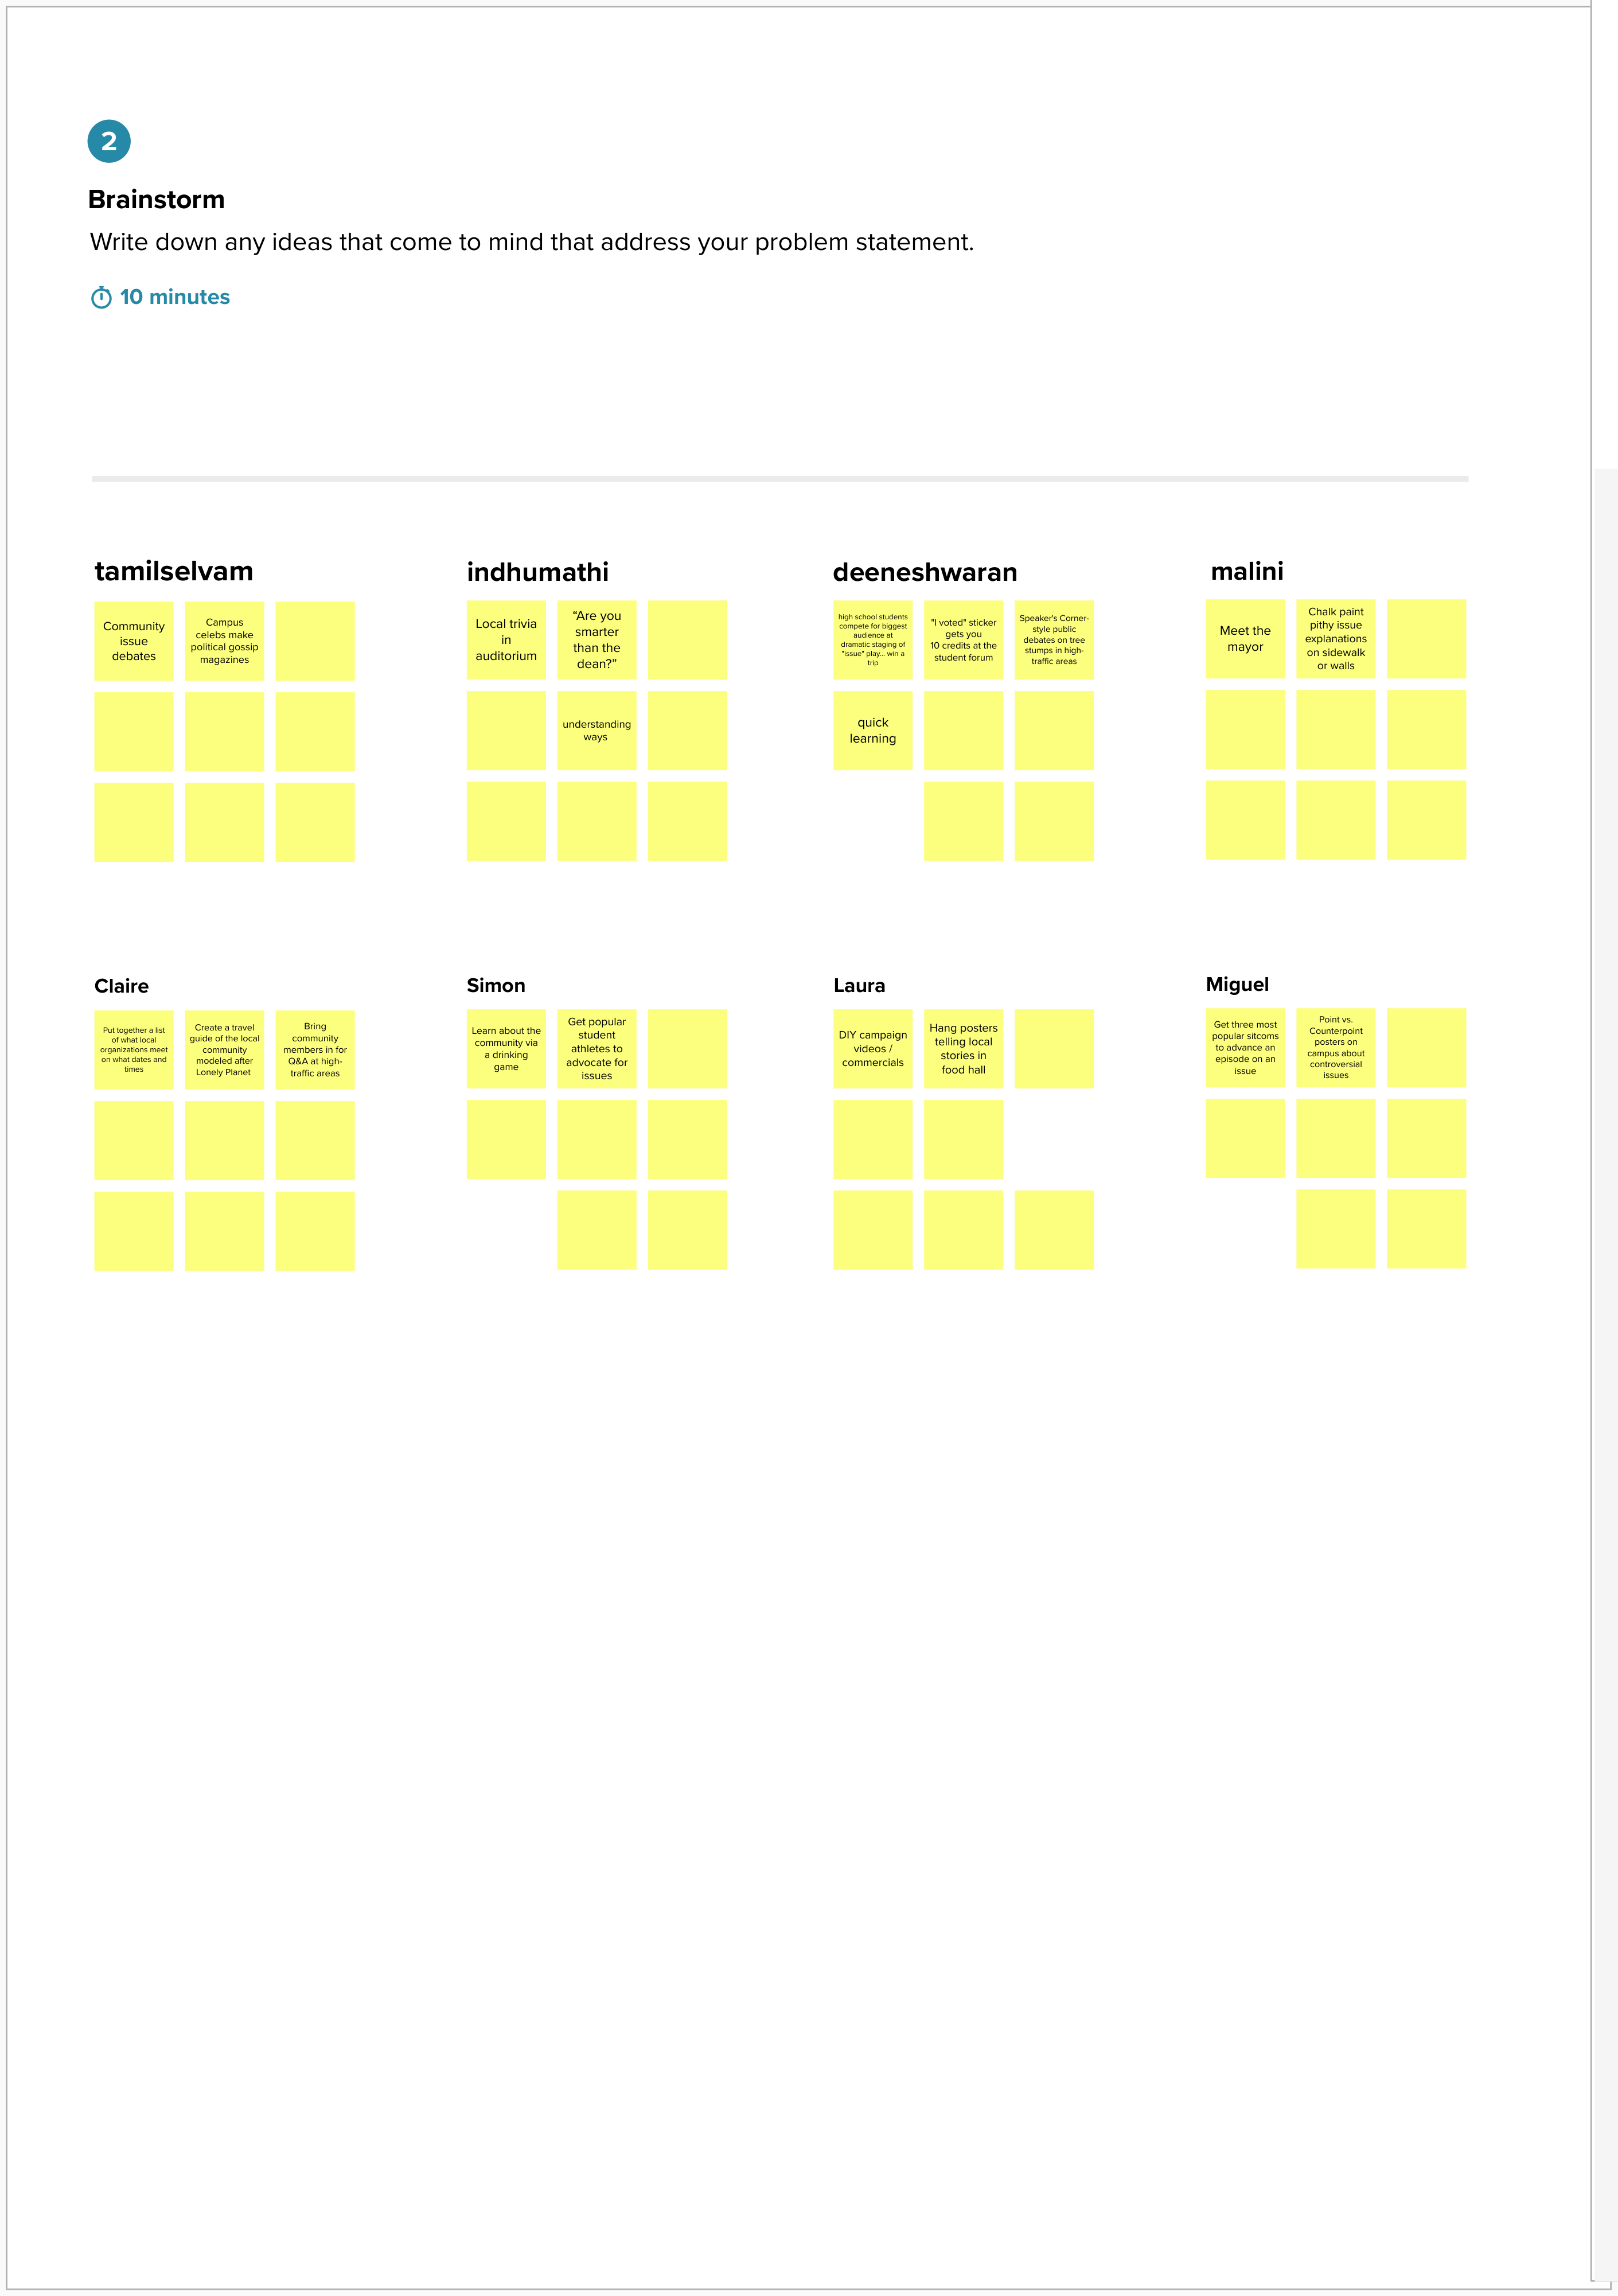 2
Brainstorm
Write down any ideas that come to mind that address your problem statement.
10 minutes
tamilselvam
Community
issue
debates
Campus
celebs make
political gossip
magazines
indhumathi
Local trivia
in
auditorium
“Are you
smarter
than the
dean?”
understanding
ways
deeneshwaran
high school students
compete for biggest
audience at
dramatic staging of
"issue" play... win a
trip
"I voted" sticker
gets you
10 credits at the
student forum
Speaker's Corner-
style public
debates on tree
stumps in high-
traffic areas
quick
learning
malini
Meet the
mayor
Chalk paint
pithy issue
explanations
on sidewalk
or walls
Claire
Put together a list
of what local
organizations meet
on what dates and
times
Create a travel
guide of the local
community
modeled after
Lonely Planet
Bring
community
members in for
Q&A at high-
traffic areas
Simon
Learn about the
community via
a drinking
game
Get popular
student
athletes to
advocate for
issues
Laura
DIY campaign
videos /
commercials
Hang posters
telling local
stories in
food hall
Miguel
Get three most
popular sitcoms
to advance an
episode on an
issue
Point vs.
Counterpoint
posters on
campus about
controversial
issues